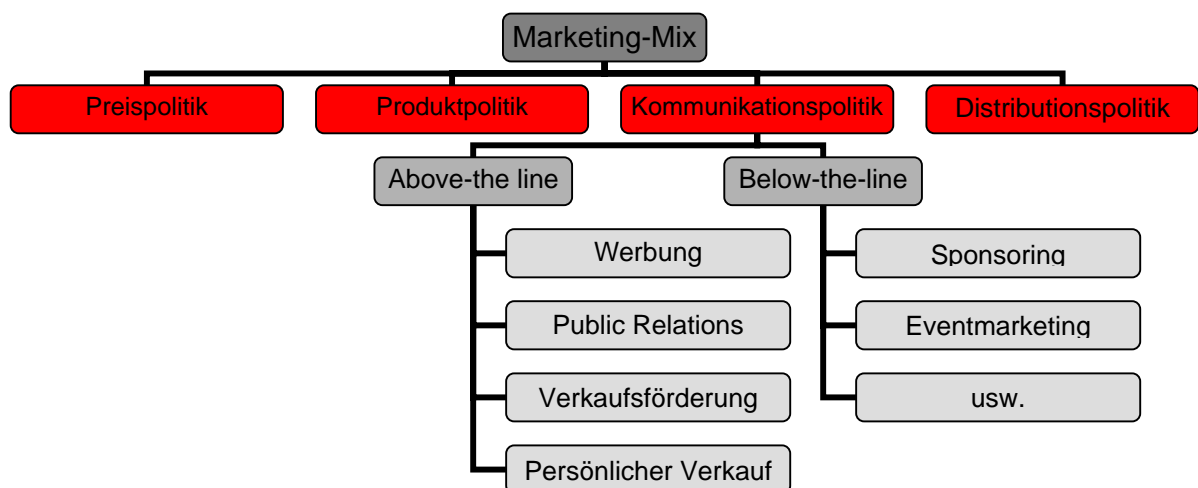 Marketing-Mix
Preispolitik
Produktpolitik
Kommunikationspolitik
Distributionspolitik
Above-the line
Below-the-line
Werbung
Sponsoring
Public Relations
Eventmarketing
Verkaufsförderung
usw.
Persönlicher Verkauf